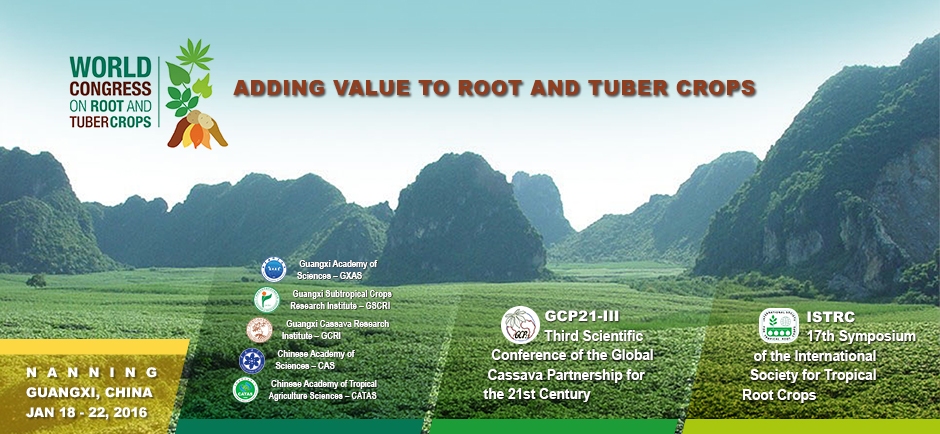 WORLD
CONGRESS
ON ROOT AND
TUBER CROPS
ADDING VALUE TO ROOT AND TUBER CROPS
Guangxi Academy of
Sciences – GXAS
Guangxi Subtropical Crops
Research Institute – GSCRI
Guangxi Cassava Research
Institute – GCRI
Chinese Academy of
Sciences – CAS
Chinese Academy of Tropical
Agriculture Sciences – CATAS
NANNING
GUANGXI, CHINA
JAN 18 - 22, 2016
GCP21-III
Third Scientific
Conference of the Global
Cassava Partnership for
the 21st Century
ISTRC
17th Symposium
of the International
Society for Tropical
Root Crops
CATAS